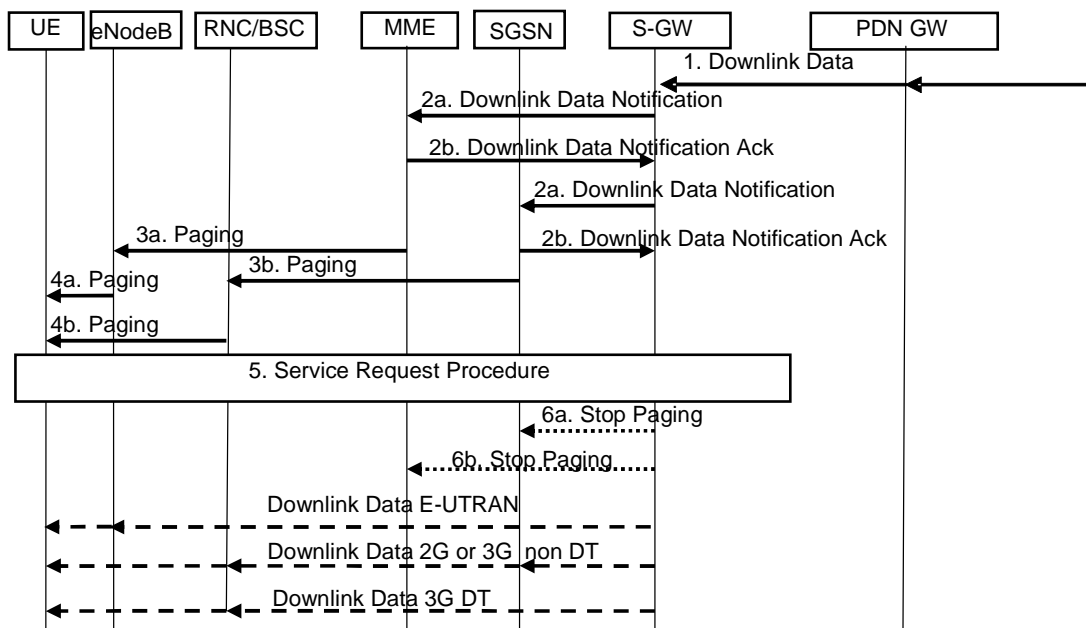 UE
eNodeB
RNC/BSC
MME
SGSN
S-GW
PDN GW
1. Downlink Data
2a. Downlink Data Notification
2b. Downlink Data Notification Ack
2a. Downlink Data Notification
3a. Paging
2b. Downlink Data Notification Ack
3b. Paging
4a. Paging
4b. Paging
5. Service Request Procedure
6a. Stop Paging
6b. Stop Paging
Downlink Data E-UTRAN
Downlink Data 2G or 3G non DT
Downlink Data 3G DT